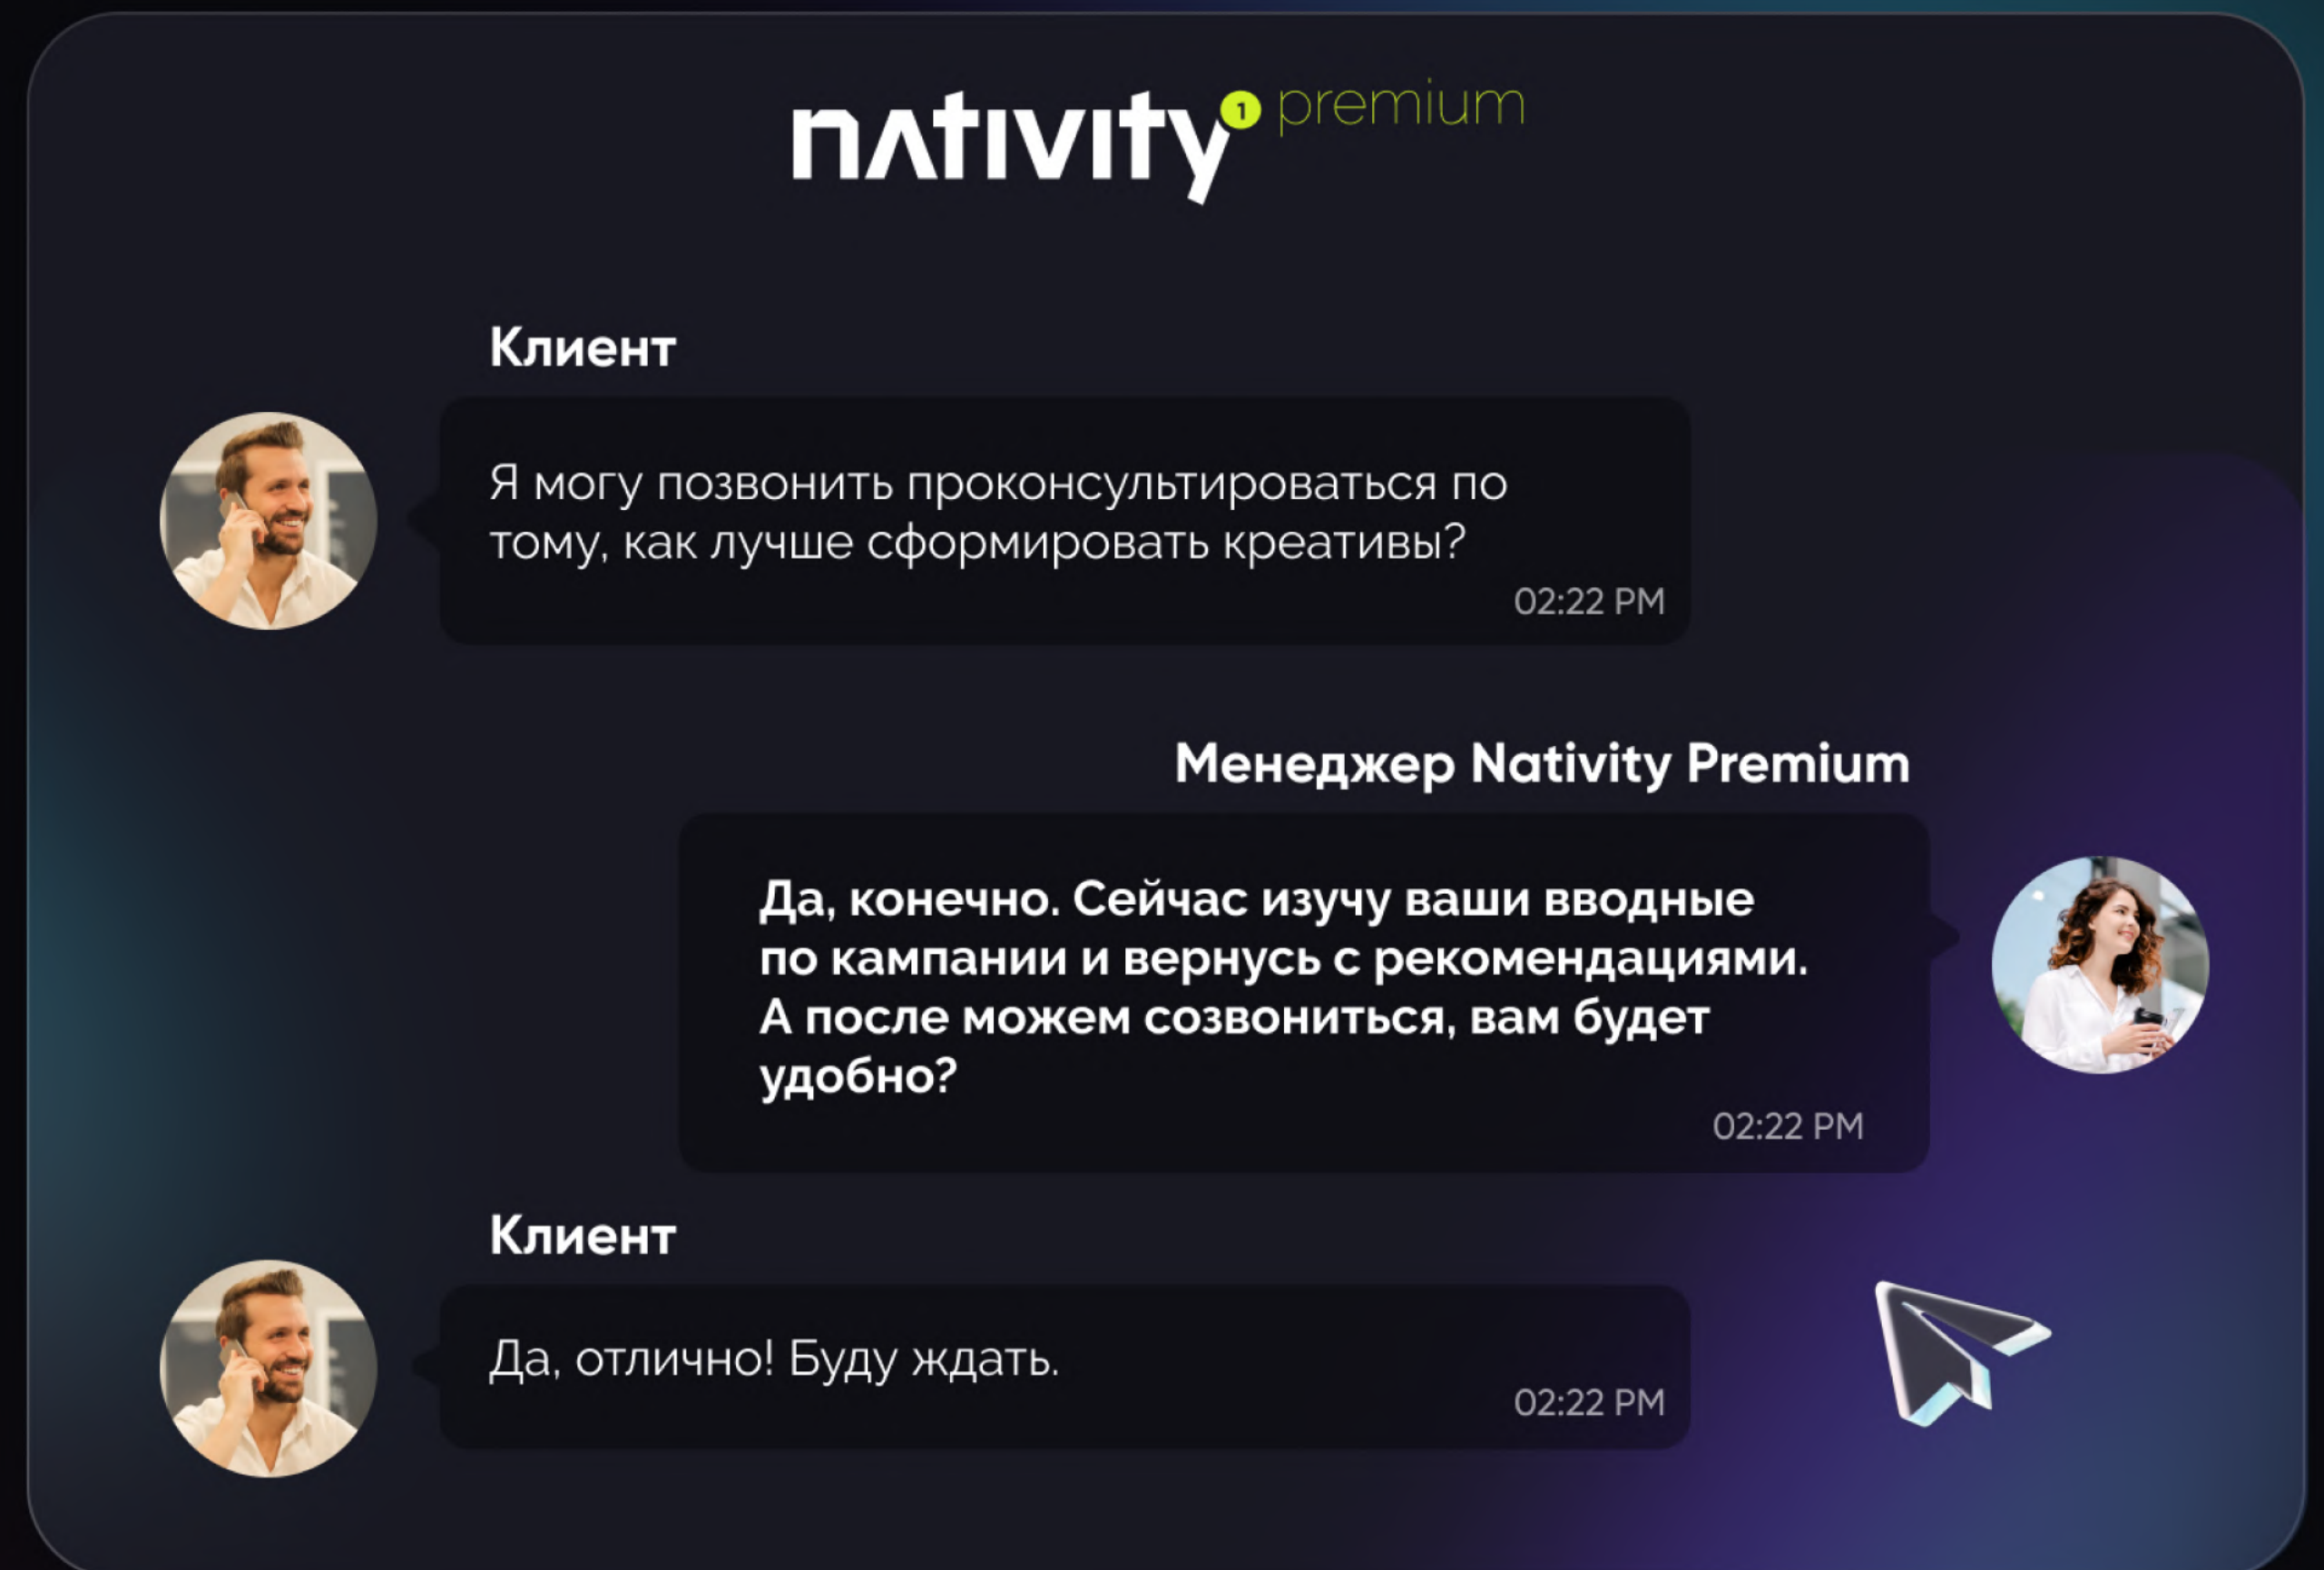 nativity 1 premium
Клиент
Я могу позвонить проконсультироваться по
тому, как лучше сформировать креативы?
02:22 PM
Менеджер Nativity Premium
Да, конечно. Сейчас изучу ваши вводные
по кампании и вернусь с рекомендациями.
А после можем созвониться, вам будет
удобно?
02:22 PM
Клиент
Да, отлично! Буду ждать.
02:22 PM